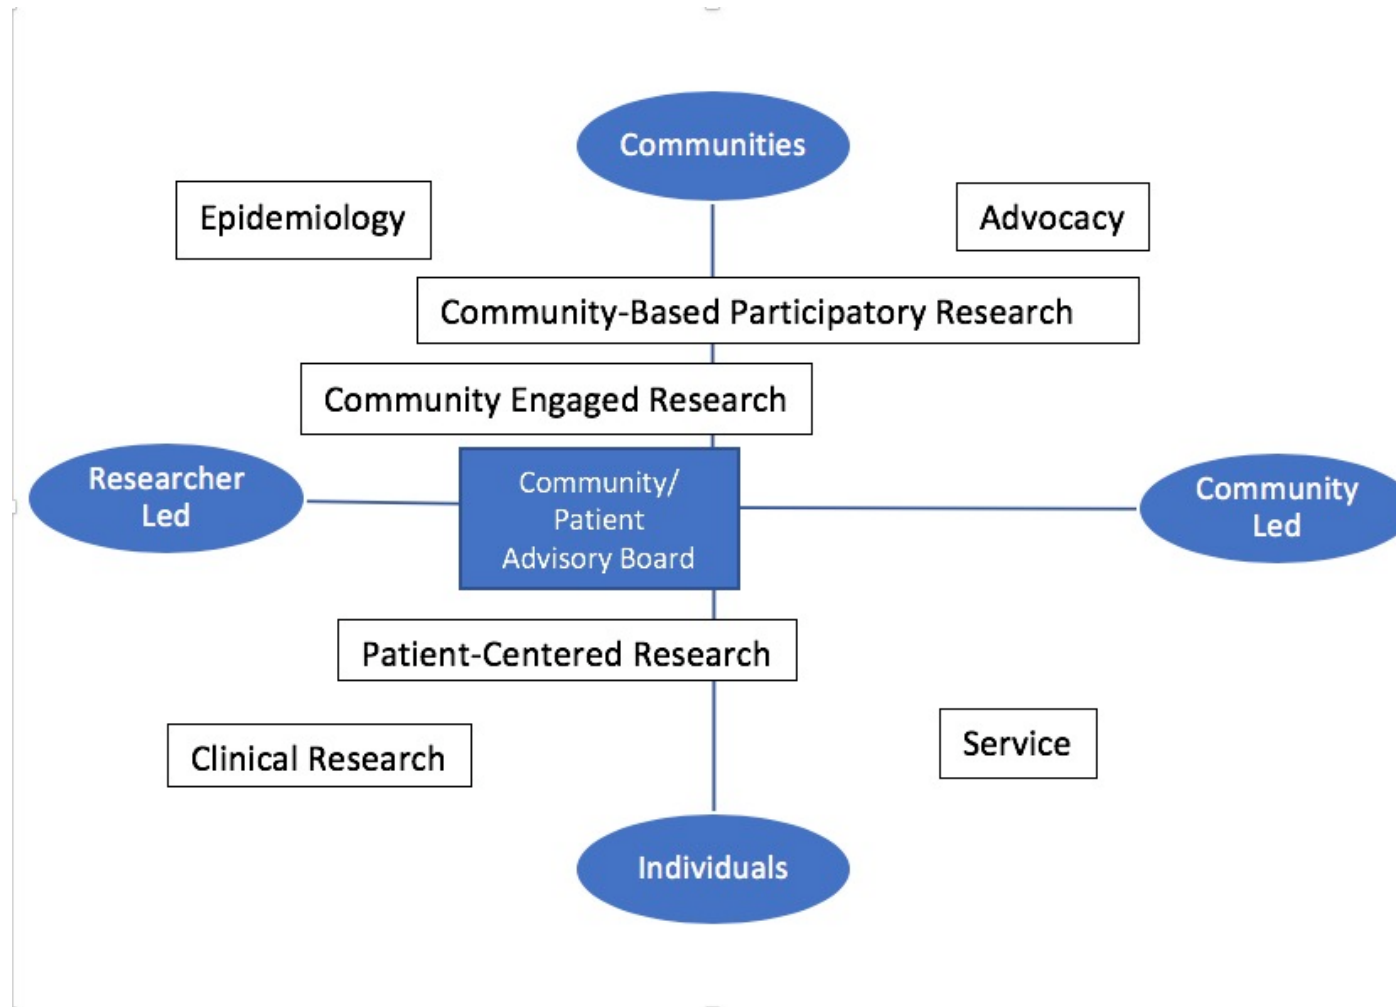 Communities
Epidemiology
Advocacy
Community-Based Participatory Research
Community Engaged Research
Researcher
Led
Community/
Patient
Advisory Board
Community
Led
Patient-Centered Research
Clinical Research
Service
Individuals